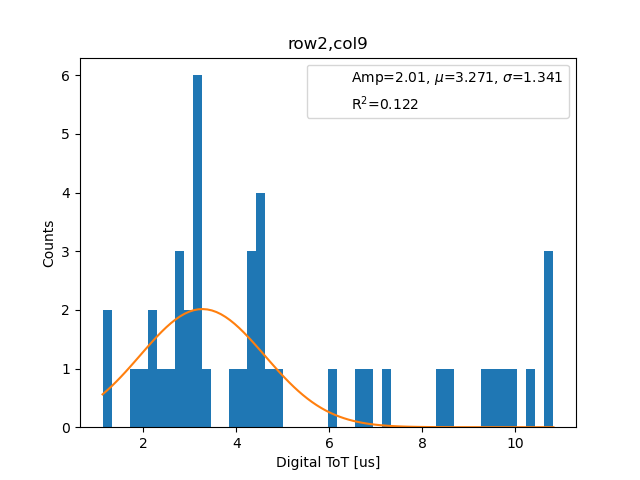 row2,col9
Amp=2.01, μ=3.271, σ=1.341
R²=0.122
Counts
6
5
4
3
2
1
0
2 4 6 8 10
Digital ToT [us]